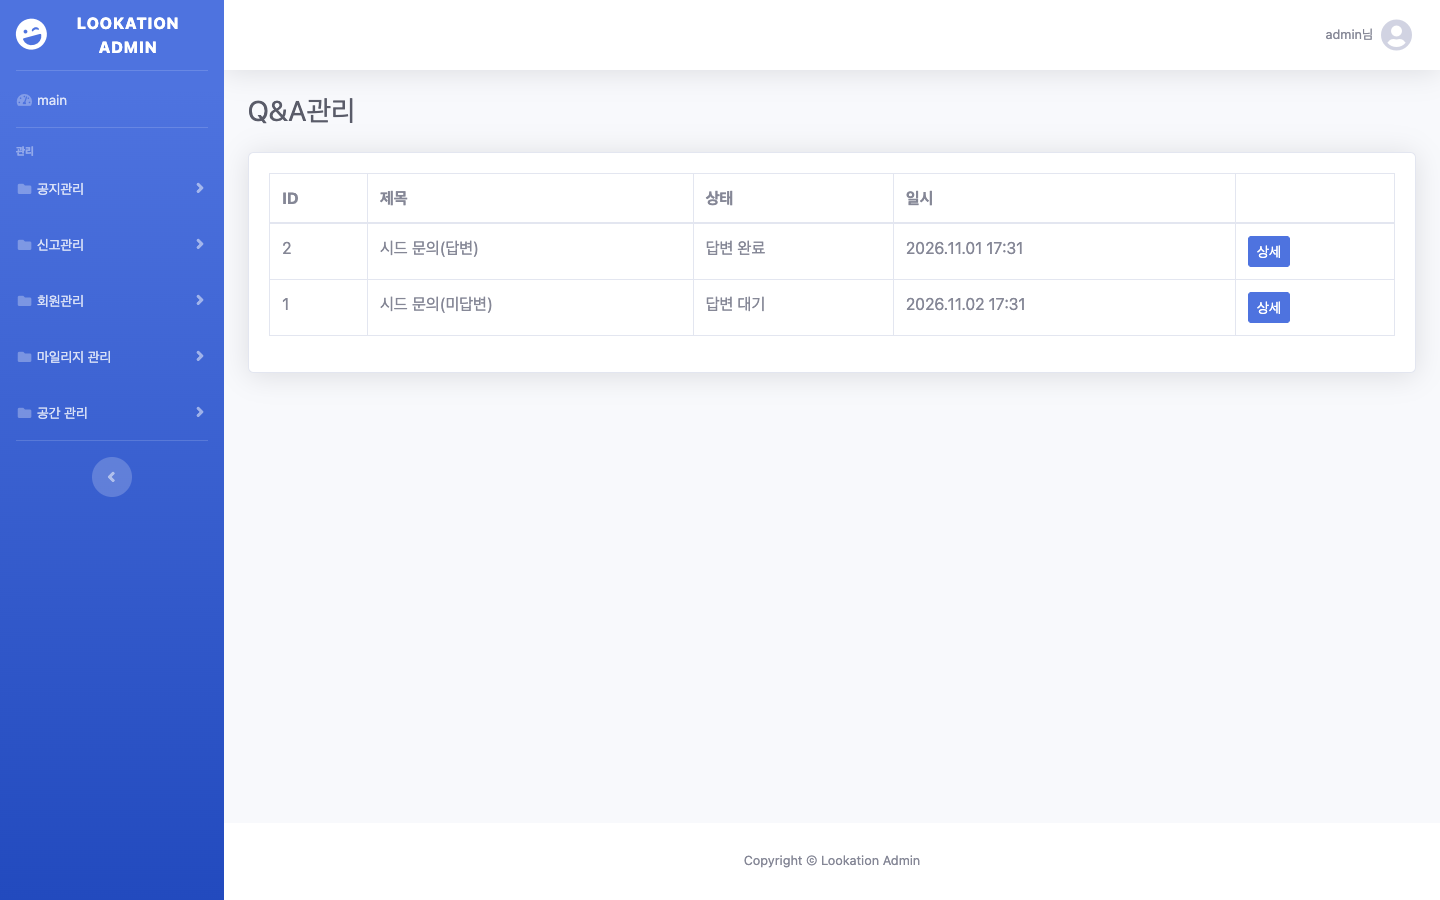 LOOKATION
ADMIN
admin님
main
관리
공지관리
신고관리
회원관리
마일리지 관리
공간 관리
Q&A관리
ID 제목 상태 일시
2 시드 문의(답변) 답변 완료 2026.11.01 17:31 상세
1 시드 문의(미답변) 답변 대기 2026.11.02 17:31 상세
Copyright © Lookation Admin